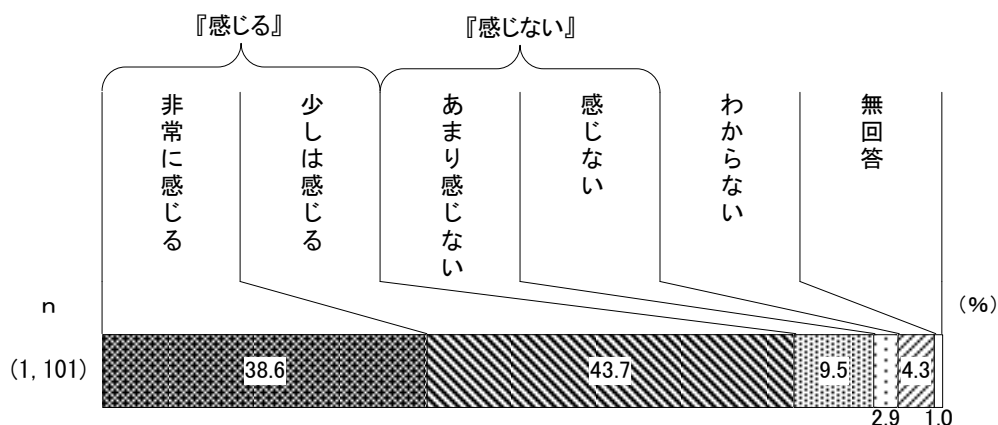 『感じる』
『感じない』
非常に感じる
少しは感じる
あまり感じない
感じない
わからない
無回答
n
(%)
(1,101)
38.6
43.7
9.5
4.3
2.9
1.0